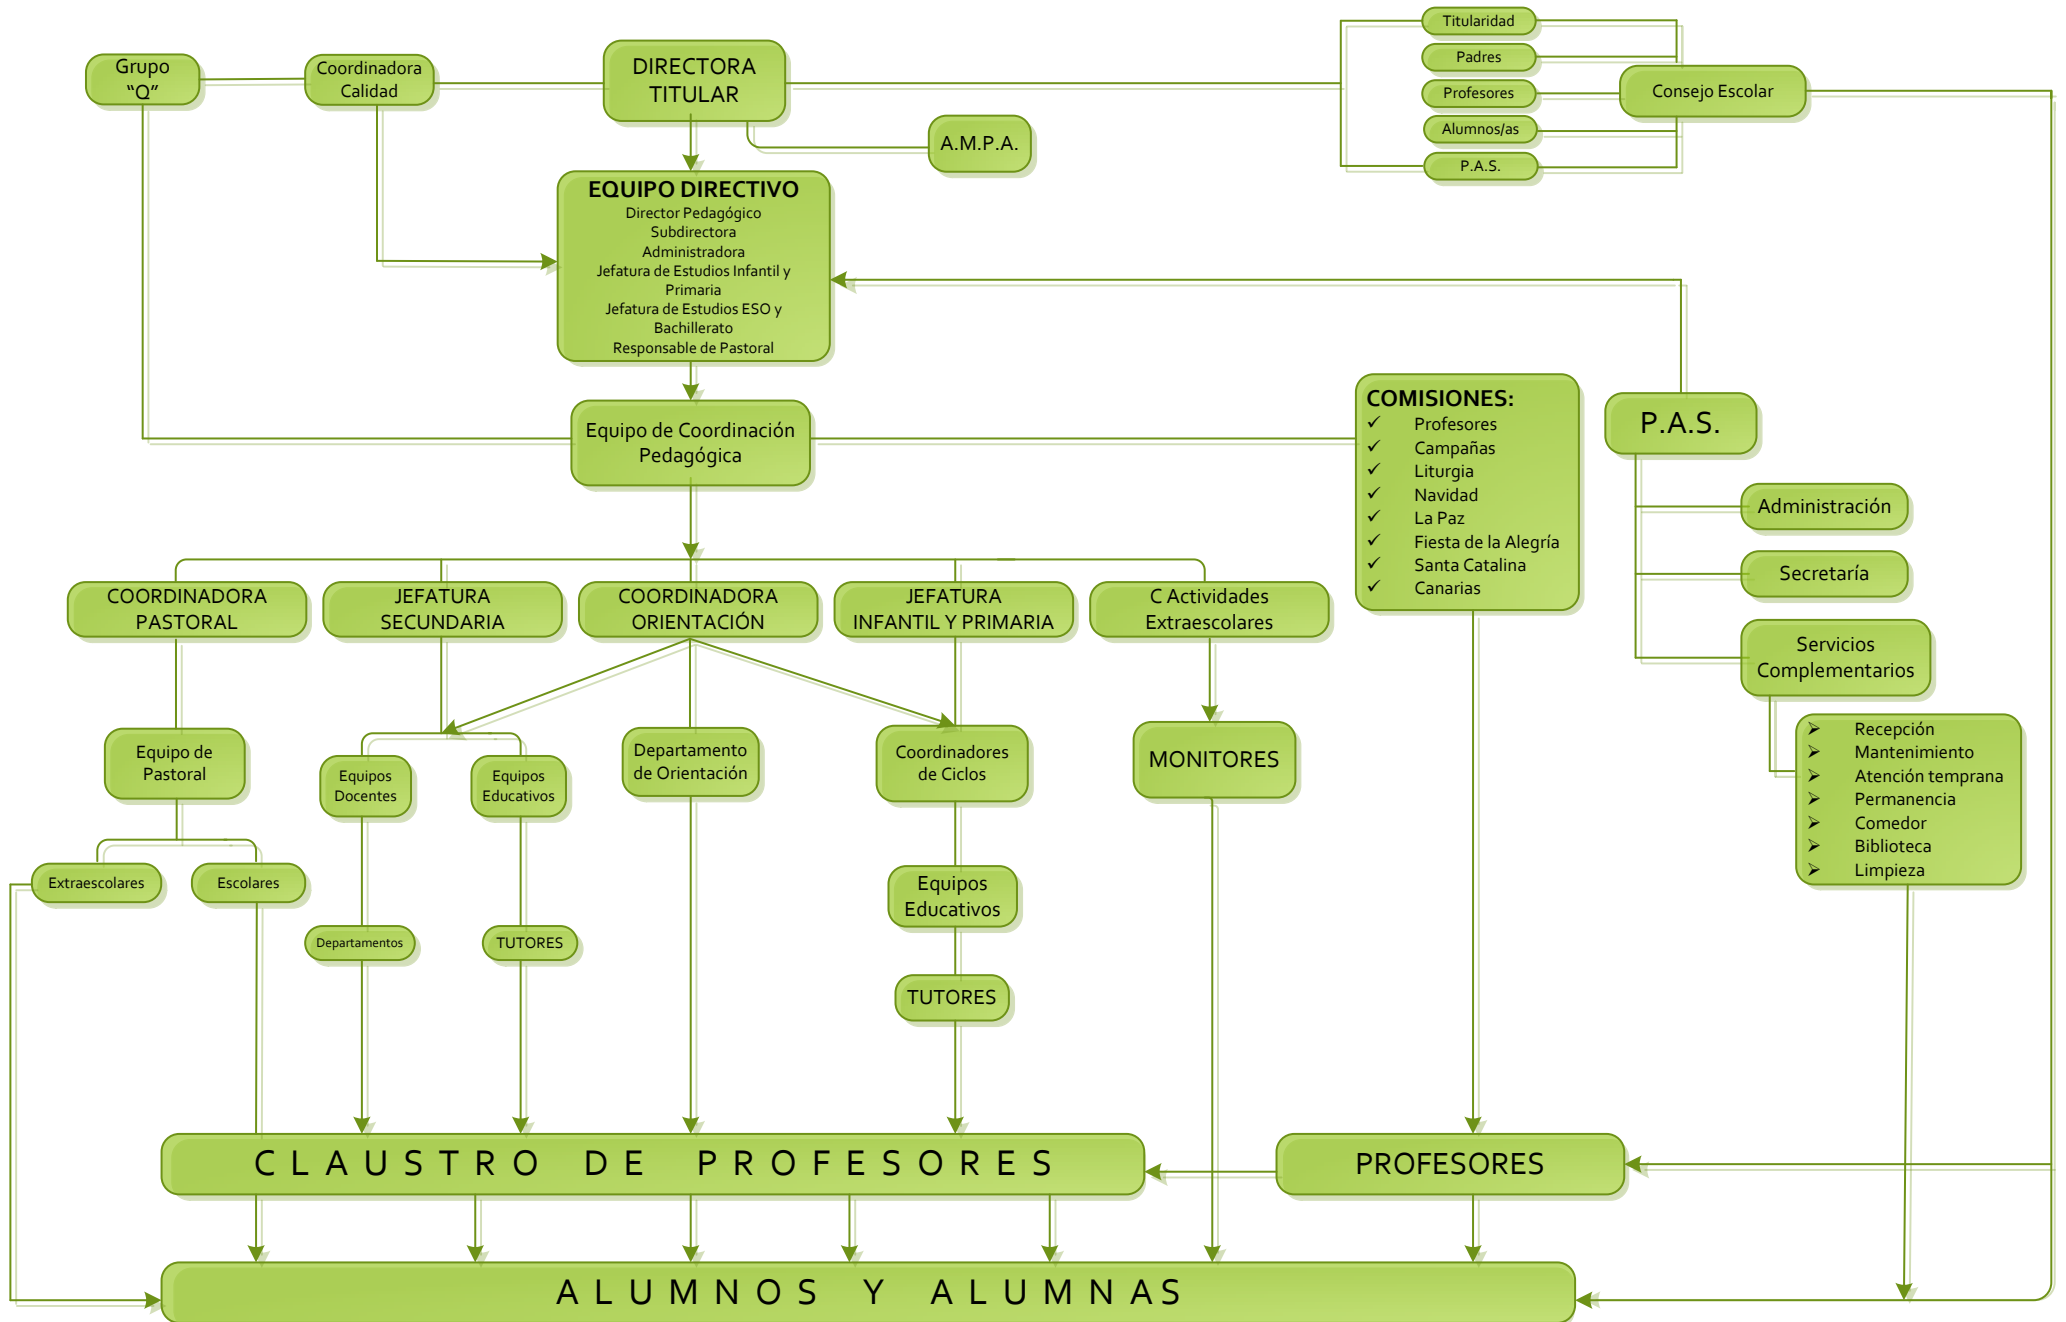 Grupo
“Q”
Coordinadora
Calidad
DIRECTORA
TITULAR
A.M.P.A.
Titularidad
Padres
Profesores
Alumnos/as
P.A.S.
Consejo Escolar
EQUIPO DIRECTIVO
Director Pedagógico
Subdirectora
Administradora
Jefatura de Estudios Infantil y
Primaria
Jefatura de Estudios ESO y
Bachillerato
Responsable de Pastoral
Equipo de Coordinación
Pedagógica
COMISIONES:
✓ Profesores
✓ Campañas
✓ Liturgia
✓ Navidad
✓ La Paz
✓ Fiesta de la Alegría
✓ Santa Catalina
✓ Canarias
P.A.S.
Administración
Secretaría
Servicios
Complementarios
➢ Recepción
➢ Mantenimiento
➢ Atención temprana
➢ Permanencia
➢ Comedor
➢ Biblioteca
➢ Limpieza
COORDINADORA
PASTORAL
JEFATURA
SECUNDARIA
COORDINADORA
ORIENTACIÓN
JEFATURA
INFANTIL Y PRIMARIA
C Actividades
Extraescolares
Equipo de
Pastoral
Equipos
Docentes
Equipos
Educativos
Departamento
de Orientación
Coordinadores
de Ciclos
MONITORES
Extraescolares
Escolares
Departamentos
TUTORES
Equipos
Educativos
TUTORES
CLAUSTRO DE PROFESORES
PROFESORES
ALUMNOS Y ALUMNAS